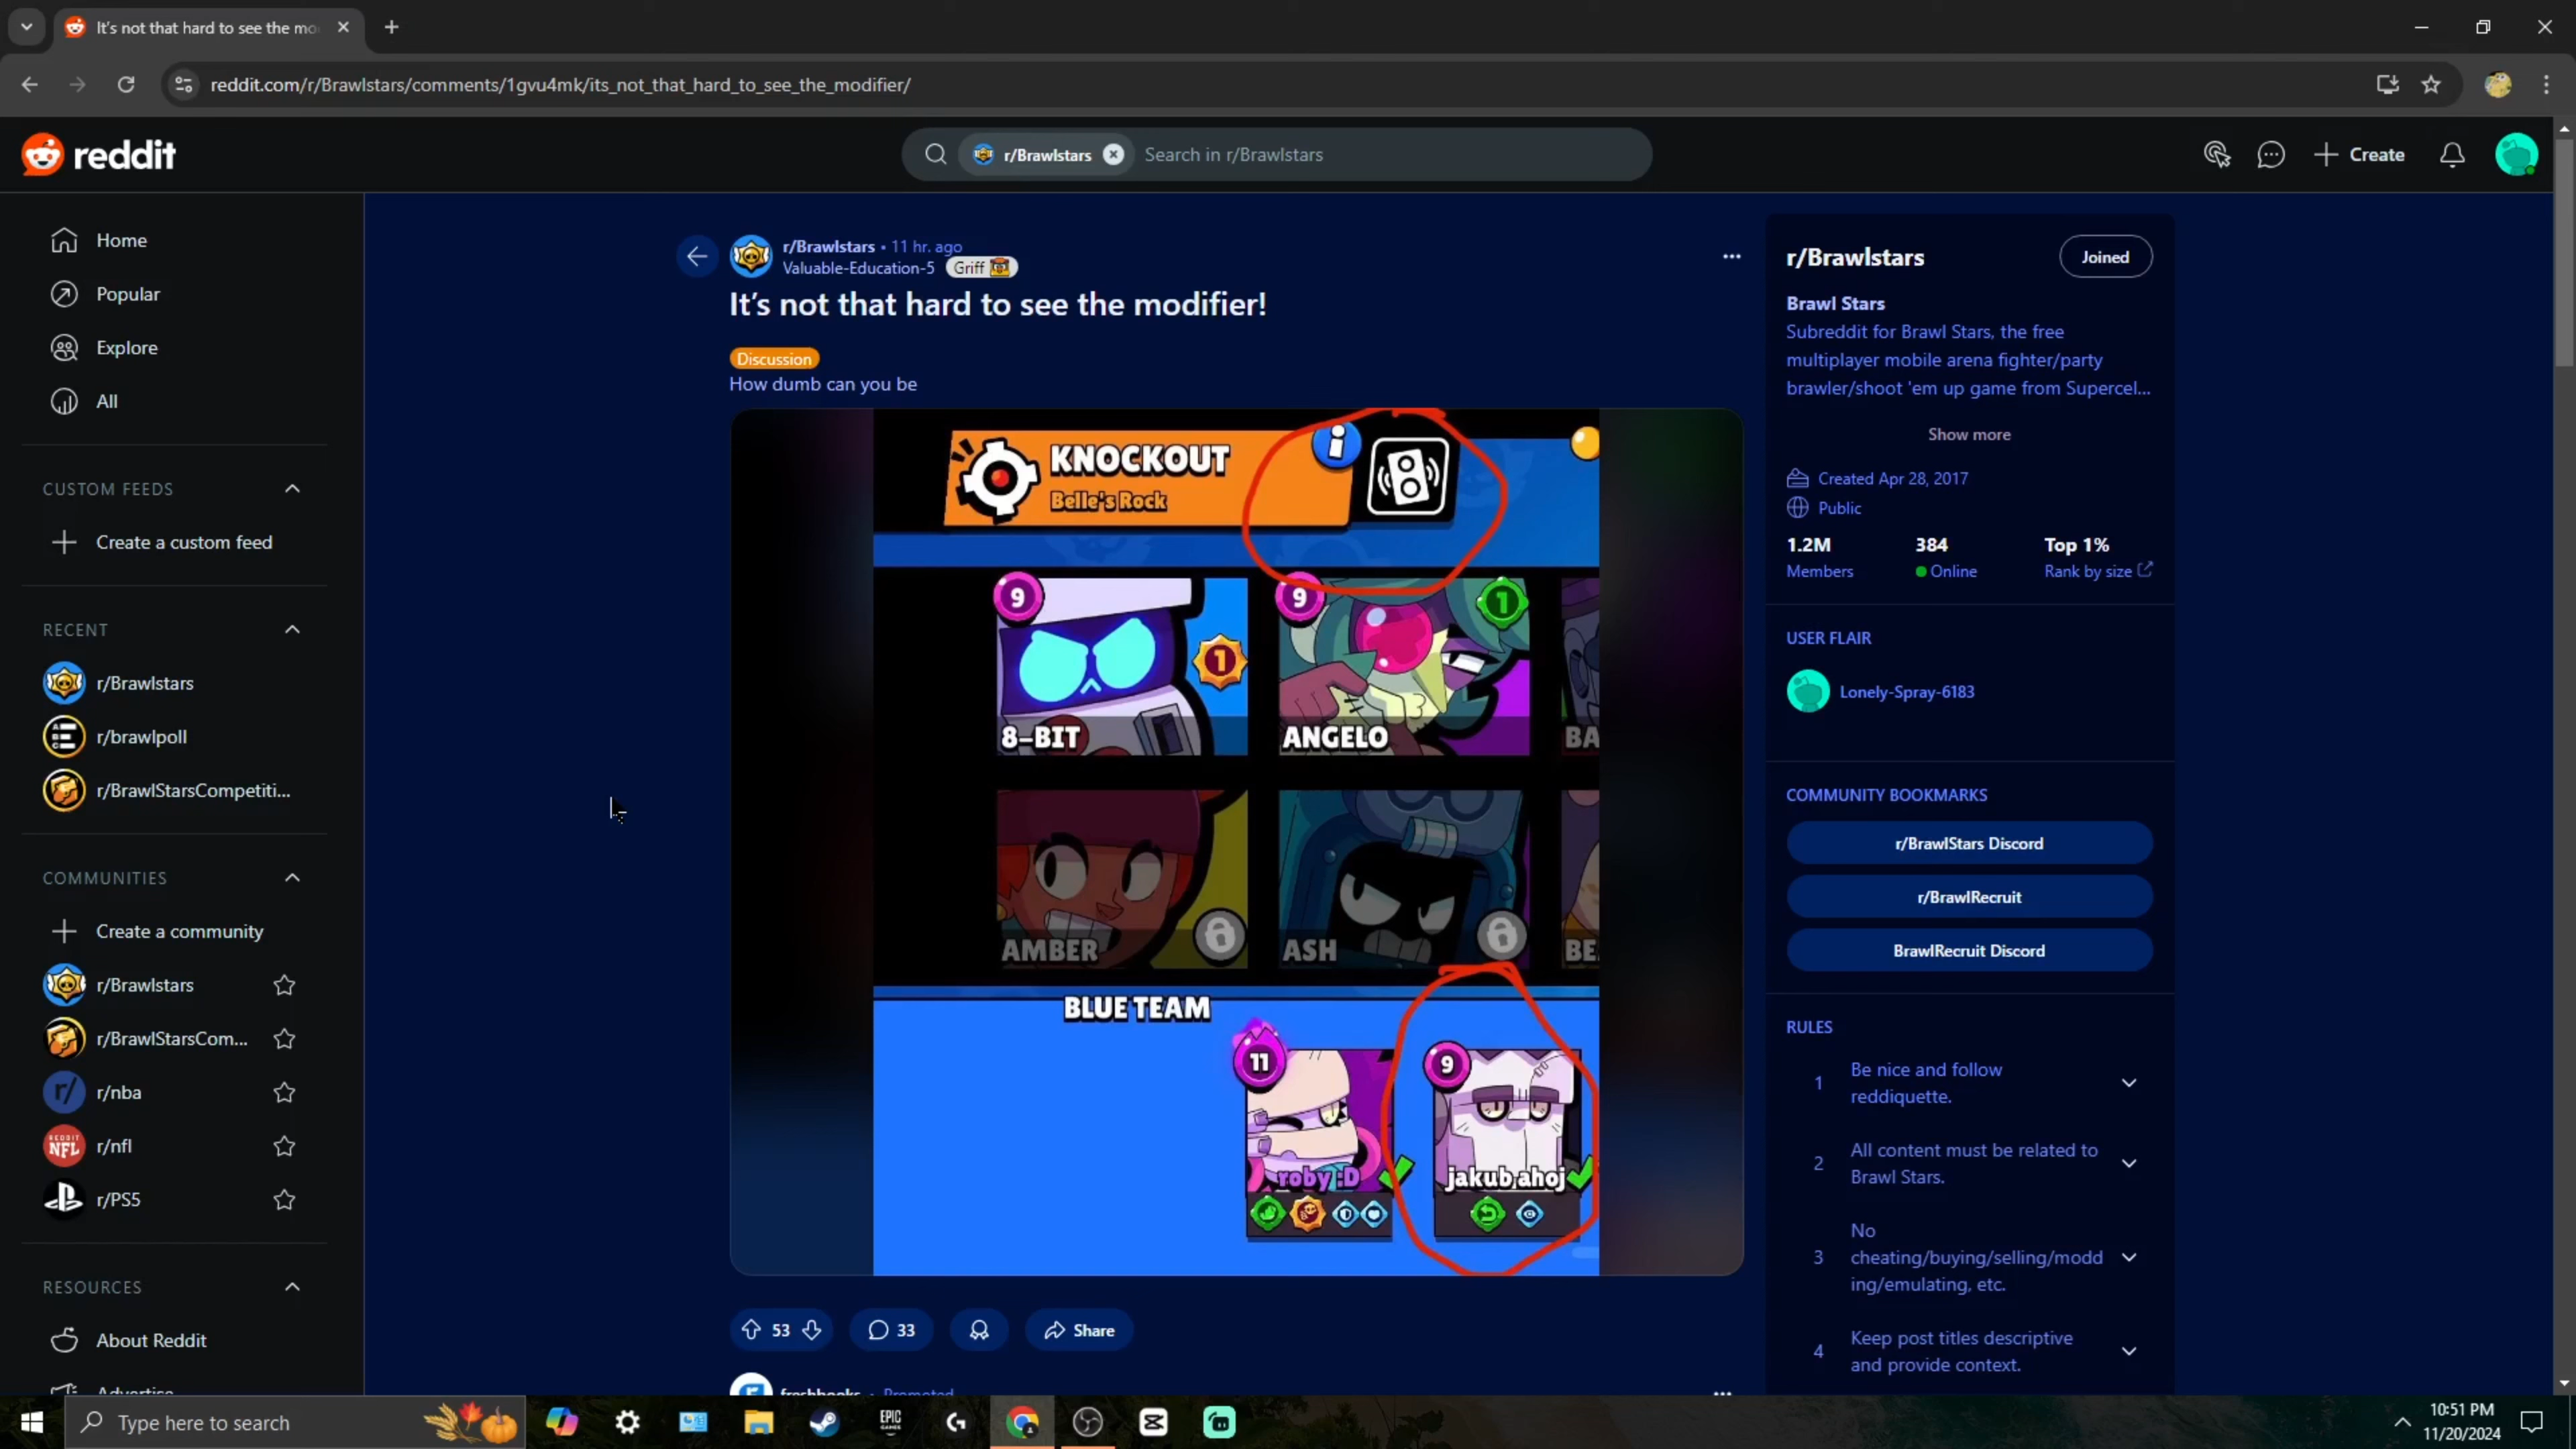 It's not that hard to see the mo
reddit.com/r/Brawlstars/comments/1gvu4mk/its_not_that_hard_to_see_the_modifier/
reddit
r/Brawlstars
Search in r/Brawlstars
Create
Home
Popular
Explore
All
CUSTOM FEEDS
Create a custom feed
RECENT
r/Brawlstars
r/brawlpoll
r/BrawlStarsCompetiti...
COMMUNITIES
Create a community
r/Brawlstars
r/BrawlStarsCom...
r/nba
r/nfl
r/PS5
RESOURCES
About Reddit
Advertise
r/Brawlstars • 11 hr. ago
Valuable-Education-5 Griff
It's not that hard to see the modifier!
Discussion
How dumb can you be
KNOCKOUT
Belle's Rock
i
9
1
8-BIT
9
1
ANGELO
BA
AMBER
ASH
BE
BLUE TEAM
11
roby :D
9
jakub,ahoj
53
33
Share
freshbooks • Promoted
r/Brawlstars
Joined
Brawl Stars
Subreddit for Brawl Stars, the free
multiplayer mobile arena fighter/party
brawler/shoot 'em up game from Supercel...
Show more
Created Apr 28, 2017
Public
1.2M
Members
384
Online
Top 1%
Rank by size
USER FLAIR
Lonely-Spray-6183
COMMUNITY BOOKMARKS
r/BrawlStars Discord
r/BrawlRecruit
BrawlRecruit Discord
RULES
1
Be nice and follow
reddiquette.
2
All content must be related to
Brawl Stars.
3
No
cheating/buying/selling/modd
ing/emulating, etc.
4
Keep post titles descriptive
and provide context.
Type here to search
EPIC
GAMES
10:51 PM
11/20/2024